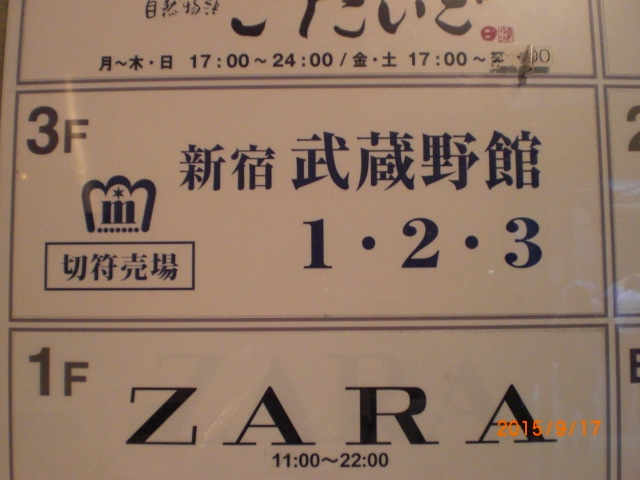 月～木・日 17:00～24:00 / 金・土 17:00～
3F
新宿 武蔵野館
m
1・2・3
切符売場
1F
ZARA
11:00～22:00
2015/9/17